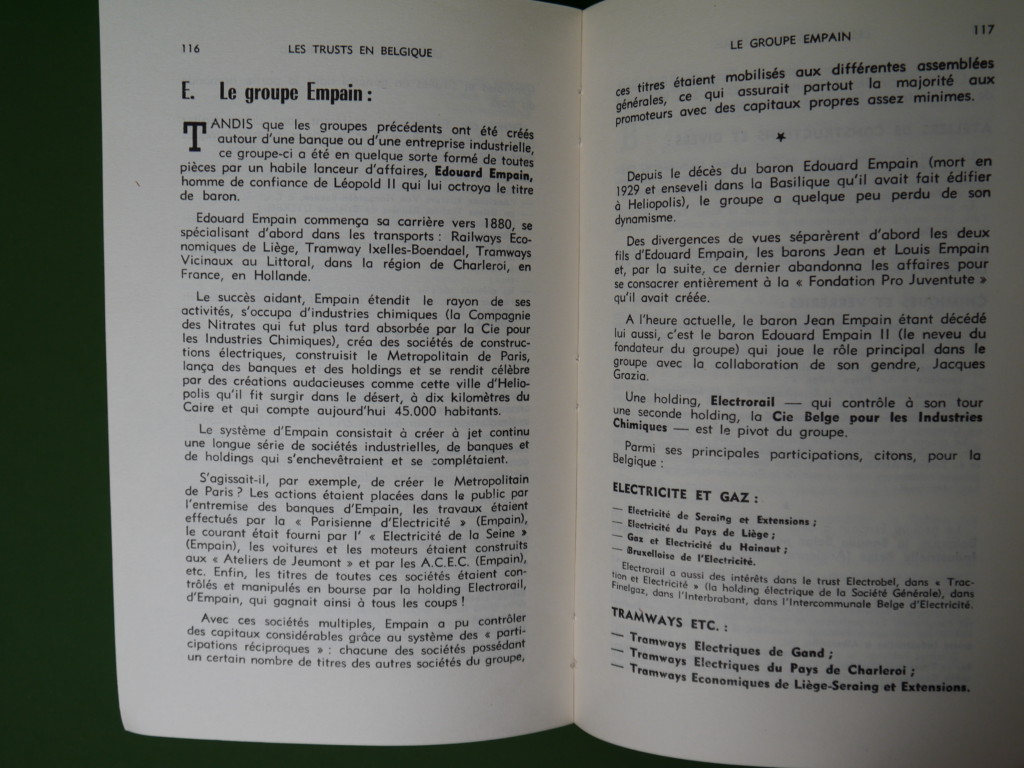 116 LES TRUSTS EN BELGIQUE
E. Le groupe Empain :
TANDIS que les groupes précédents ont été créés
autour d'une banque ou d'une entreprise industrielle,
ce groupe-ci a été en quelque sorte formé de toutes
pièces par un habile lanceur d'affaires, Edouard Empain,
homme de confiance de Léopold II qui lui octroya le titre
de baron.
Edouard Empain commença sa carrière vers 1880, se
spécialisant d'abord dans les transports : Railways Eco-
nomiques de Liège, Tramway Ixelles-Boendael, Tramways
Vicinaux au Littoral, dans la région de Charleroi, en
France, en Hollande.
Le succès aidant, Empain étendit le rayon de ses
activités, s'occupa d'industries chimiques (la Compagnie
des Nitrates qui fut plus tard absorbée par la Cie pour
les Industries Chimiques), créa des sociétés de construc-
tions électriques, construisit le Metropolitain de Paris,
lança des banques et des holdings et se rendit célèbre
par des créations audacieuses comme cette ville d'Helio-
polis qu'il fit surgir dans le désert, à dix kilomètres du
Caire et qui compte aujourd'hui 45.000 habitants.
Le système d'Empain consistait à créer à jet continu
une longue série de sociétés industrielles, de banques et
de holdings qui s'enchevêtraient et se complétaient.
S'agissait-il, par exemple, de créer le Metropolitain
de Paris ? Les actions étaient placées dans le public par
l'entremise des banques d'Empain, les travaux étaient
effectués par la « Parisienne d'Electricité » (Empain),
le courant était fourni par l' « Electricité de la Seine »
(Empain), les voitures et les moteurs étaient construits
aux « Ateliers de Jeumont » et par les A.C.E.C. (Empain),
etc. Enfin, les titres de toutes ces sociétés étaient con-
trôlés et manipulés en bourse par la holding Electrorail,
d'Empain, qui gagnait ainsi à tous les coups !
Avec ces sociétés multiples, Empain a pu contrôler
des capitaux considérables grâce au système des « parti-
cipations réciproques » : chacune des sociétés possédant
un certain nombre de titres des autres sociétés du groupe,
LE GROUPE EMPAIN 117
ces titres étaient mobilisés aux différentes assemblées
générales, ce qui assurait partout la majorité aux
promoteurs avec des capitaux propres assez minimes.
★
Depuis le décès du baron Edouard Empain (mort en
1929 et enseveli dans la Basilique qu'il avait fait édifier
à Heliopolis), le groupe a quelque peu perdu de son
dynamisme.
Des divergences de vues séparèrent d'abord les deux
fils d'Edouard Empain, les barons Jean et Louis Empain
et, par la suite, ce dernier abandonna les affaires pour
se consacrer entièrement à la « Fondation Pro Juventute »
qu'il avait créée.
A l'heure actuelle, le baron Jean Empain étant décédé
lui aussi, c'est le baron Edouard Empain II (le neveu du
fondateur du groupe) qui joue le rôle principal dans le
groupe avec la collaboration de son gendre, Jacques
Grazia.
Une holding, Electrorail — qui contrôle à son tour
une seconde holding, la Cie Belge pour les Industries
Chimiques — est le pivot du groupe.
Parmi ses principales participations, citons, pour la
Belgique :
ELECTRICITE ET GAZ :
— Electricité de Seraing et Extensions ;
— Electricité du Pays de Liège ;
— Gaz et Electricité du Hainaut ;
— Bruxelloise de l'Electricité.
Electrorail a aussi des intérêts dans le trust Electrobel, dans « Trac-
tion et Electricité » (la holding électrique de la Société Générale), dans
Finelgaz, dans l'Interbrabant, dans l'Intercommunale Belge d'Electricité.
TRAMWAYS ETC. :
— Tramways Electriques de Gand ;
— Tramways Electriques du Pays de Charleroi ;
— Tramways Economiques de Liège-Seraing et Extensions.